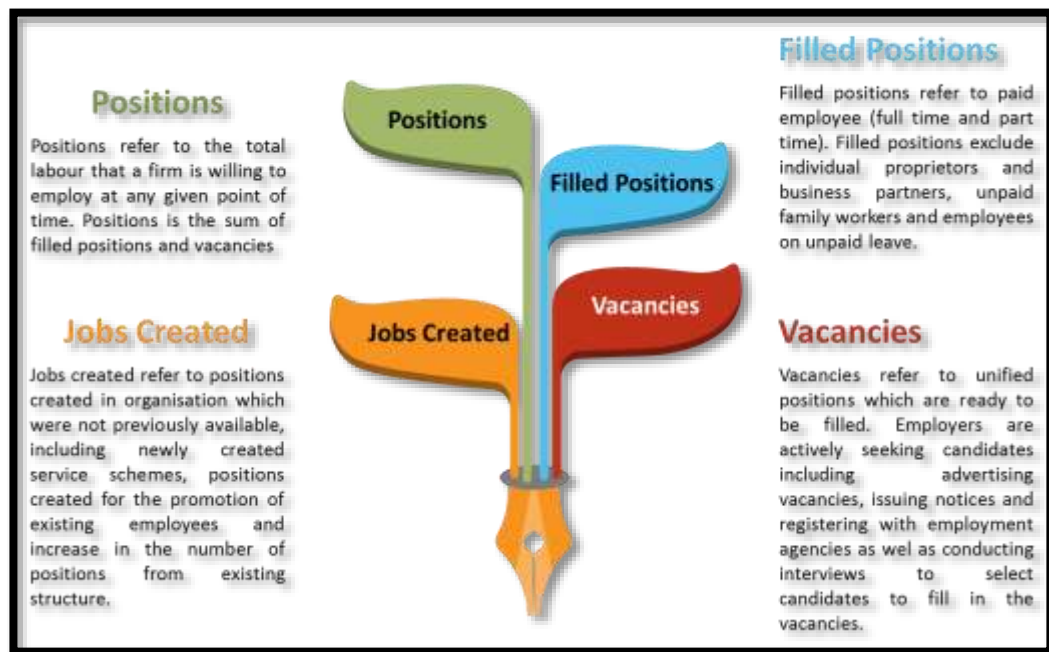 Positions
Positions refer to the total
labour that a firm is willing to
employ at any given point of
time. Positions is the sum of
filled positions and vacancies
Jobs Created
Jobs created refer to positions
created in organisation which
were not previously available,
including newly created
service schemes, positions
created for the promotion of
existing employees and
increase in the number of
positions from existing
structure.
Positions
Filled Positions
Vacancies
Jobs Created
Filled Positions
Filled positions refer to paid
employee (full time and part
time). Filled positions exclude
individual proprietors and
business partners, unpaid
family workers and employees
on unpaid leave.
Vacancies
Vacancies refer to unified
positions which are ready to
be filled. Employers are
actively seeking candidates
including advertising
vacancies, issuing notices and
registering with employment
agencies as wel as conducting
interviews to select
candidates to fill in the
vacancies.